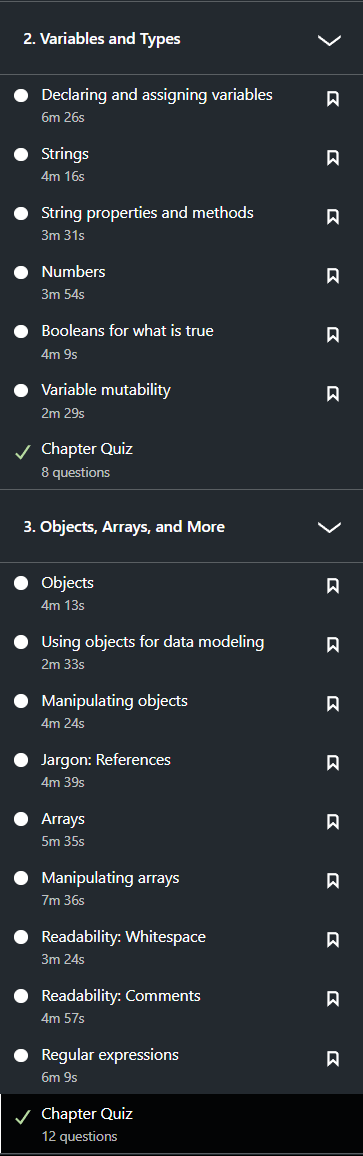 2. Variables and Types
Declaring and assigning variables
6m 26s
Strings
4m 16s
String properties and methods
3m 31s
Numbers
3m 54s
Booleans for what is true
4m 9s
Variable mutability
2m 29s
Chapter Quiz
8 questions
3. Objects, Arrays, and More
Objects
4m 13s
Using objects for data modeling
2m 33s
Manipulating objects
4m 24s
Jargon: References
4m 39s
Arrays
5m 35s
Manipulating arrays
7m 36s
Readability: Whitespace
3m 24s
Readability: Comments
4m 57s
Regular expressions
6m 9s
Chapter Quiz
12 questions